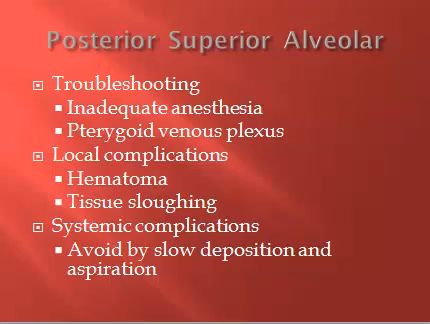 Posterior Superior Alveolar
Troubleshooting
Inadequate anesthesia
Pterygoid venous plexus
Local complications
Hematoma
Tissue sloughing
Systemic complications
Avoid by slow deposition and
aspiration